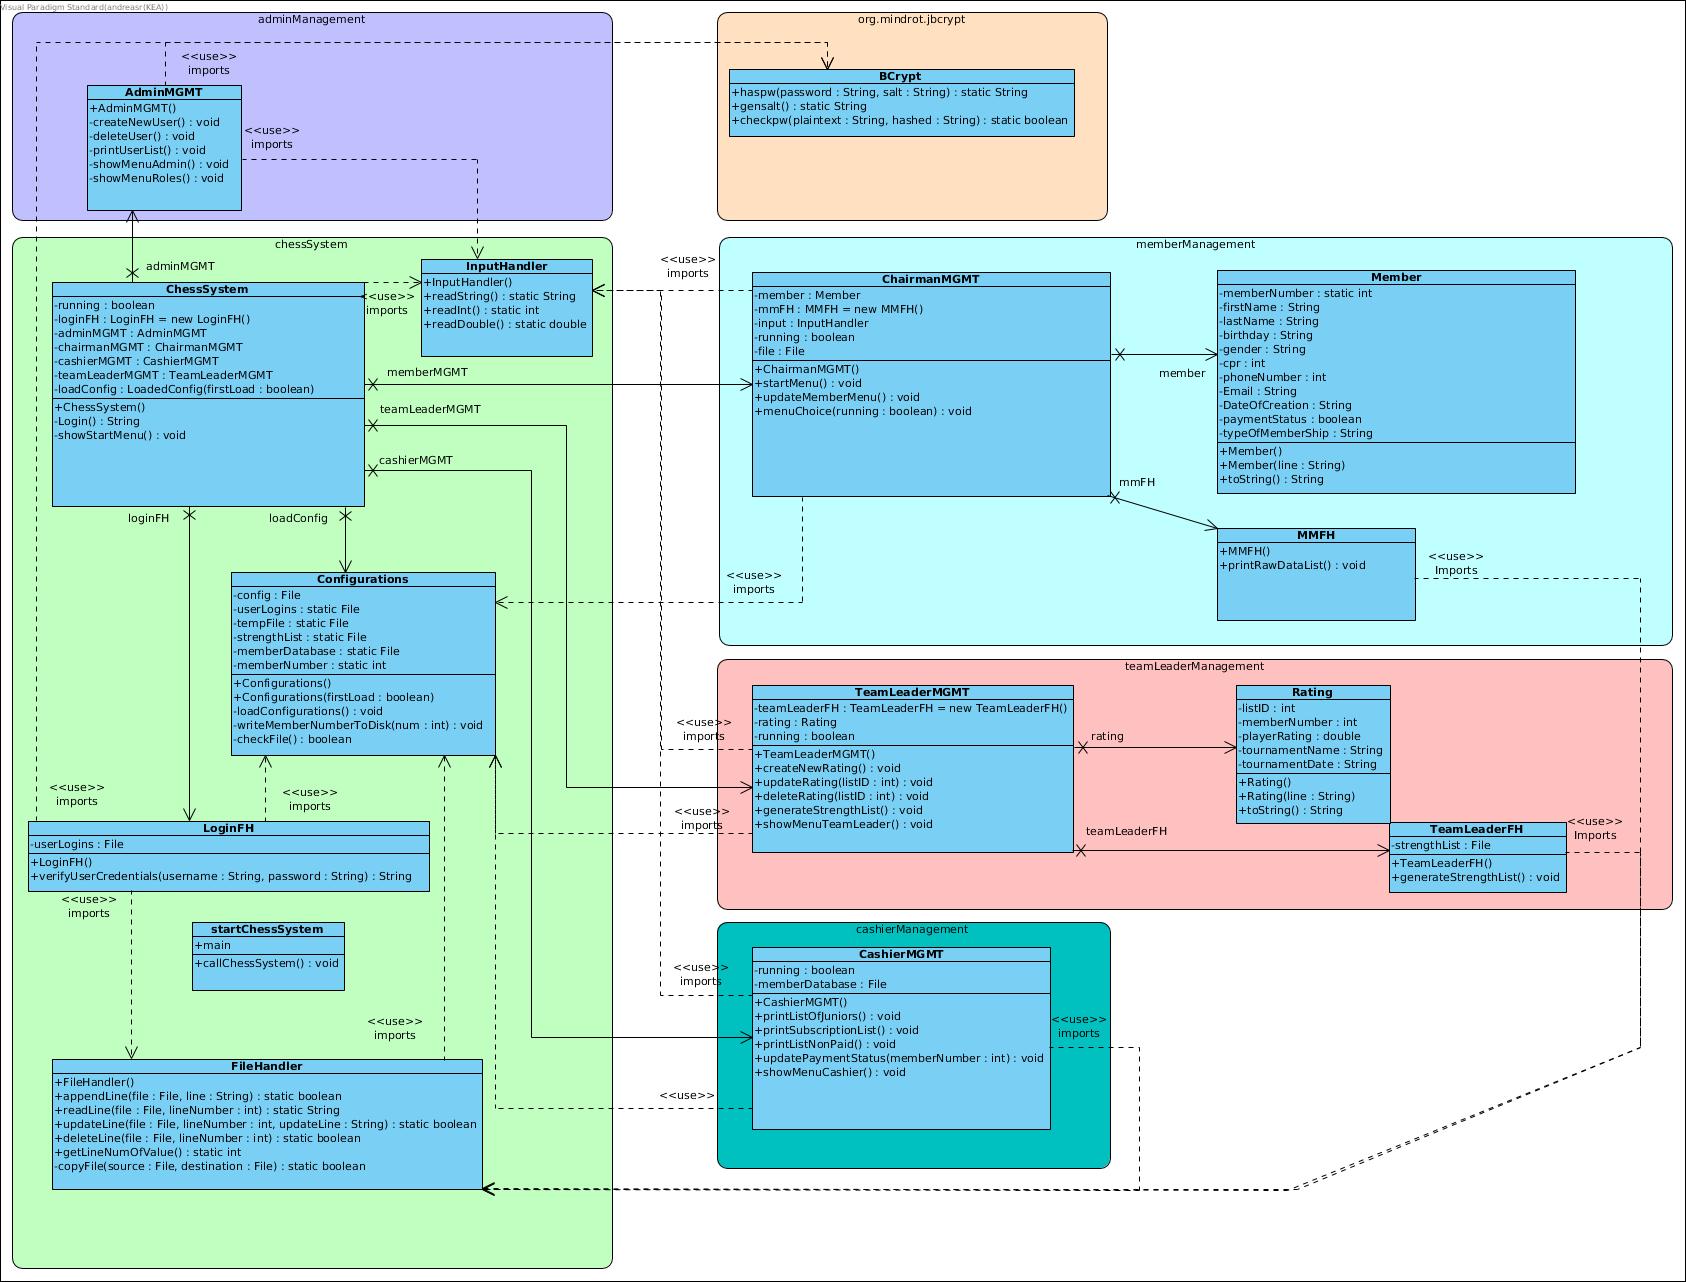 Visual Paradigm Standard(andreasr(KEA))
adminManagement
<<use>>
imports
AdminMGMT
+AdminMGMT()
-createNewUser() : void
-deleteUser() : void
-printUserList() : void
-showMenuAdmin() : void
-showMenuRoles() : void
<<use>>
imports
org.mindrot.jbcrypt
BCrypt
+haspw(password : String, salt : String) : static String
+gensalt() : static String
+checkpw(plaintext : String, hashed : String) : static boolean
chessSystem
adminMGMT
ChessSystem
-running : boolean
-loginFH : LoginFH = new LoginFH()
-adminMGMT : AdminMGMT
-chairmanMGMT : ChairmanMGMT
-cashierMGMT : CashierMGMT
-teamLeaderMGMT : TeamLeaderMGMT
-loadConfig : LoadedConfig(firstLoad : boolean)
+ChessSystem()
-Login() : String
-showStartMenu() : void
<<use>>
imports
InputHandler
+InputHandler()
+readString() : static String
+readInt() : static int
+readDouble() : static double
memberMGMT
teamLeaderMGMT
cashierMGMT
loginFH
loadConfig
Configurations
-config : File
-userLogins : static File
-tempFile : static File
-strengthList : static File
-memberDatabase : static File
-memberNumber : static int
+Configurations()
+Configurations(firstLoad : boolean)
-loadConfigurations() : void
-writeMemberNumberToDisk(num : int) : void
-checkFile() : boolean
<<use>>
imports
<<use>>
imports
LoginFH
-userLogins : File
+LoginFH()
+verifyUserCredentials(username : String, password : String) : String
<<use>>
imports
startChessSystem
+main
+callChessSystem() : void
<<use>>
imports
FileHandler
+FileHandler()
+appendLine(file : File, line : String) : static boolean
+readLine(file : File, lineNumber : int) : static String
+updateLine(file : File, lineNumber : int, updateLine : String) : static boolean
+deleteLine(file : File, lineNumber : int) : static boolean
+getLineNumOfValue() : static int
-copyFile(source : File, destination : File) : static boolean
memberManagement
<<use>>
imports
ChairmanMGMT
-member : Member
-mmFH : MMFH = new MMFH()
-input : InputHandler
-running : boolean
-file : File
+ChairmanMGMT()
+startMenu() : void
+updateMemberMenu() : void
+menuChoice(running : boolean) : void
member
mmFH
Member
-memberNumber : static int
-firstName : String
-lastName : String
-birthday : String
-gender : String
-cpr : int
-phoneNumber : int
-Email : String
-DateOfCreation : String
-paymentStatus : boolean
-typeOfMemberShip : String
+Member()
+Member(line : String)
+toString() : String
MMFH
+MMFH()
+printRawDataList() : void
<<use>>
Imports
<<use>>
imports
teamLeaderManagement
<<use>>
imports
TeamLeaderMGMT
-teamLeaderFH : TeamLeaderFH = new TeamLeaderFH()
-rating : Rating
-running : boolean
+TeamLeaderMGMT()
+createNewRating() : void
+updateRating(listID : int) : void
+deleteRating(listID : int) : void
+generateStrengthList() : void
+showMenuTeamLeader() : void
<<use>>
imports
rating
teamLeaderFH
Rating
-listID : int
-memberNumber : int
-playerRating : double
-tournamentName : String
-tournamentDate : String
+Rating()
+Rating(line : String)
+toString() : String
TeamLeaderFH
-strengthList : File
+TeamLeaderFH()
+generateStrengthList() : void
<<use>>
Imports
cashierManagement
<<use>>
imports
CashierMGMT
-running : boolean
-memberDatabase : File
+CashierMGMT()
+printListOfJuniors() : void
+printSubscriptionList() : void
+printListNonPaid() : void
+updatePaymentStatus(memberNumber : int) : void
+showMenuCashier() : void
<<use>>
imports
<<use>>